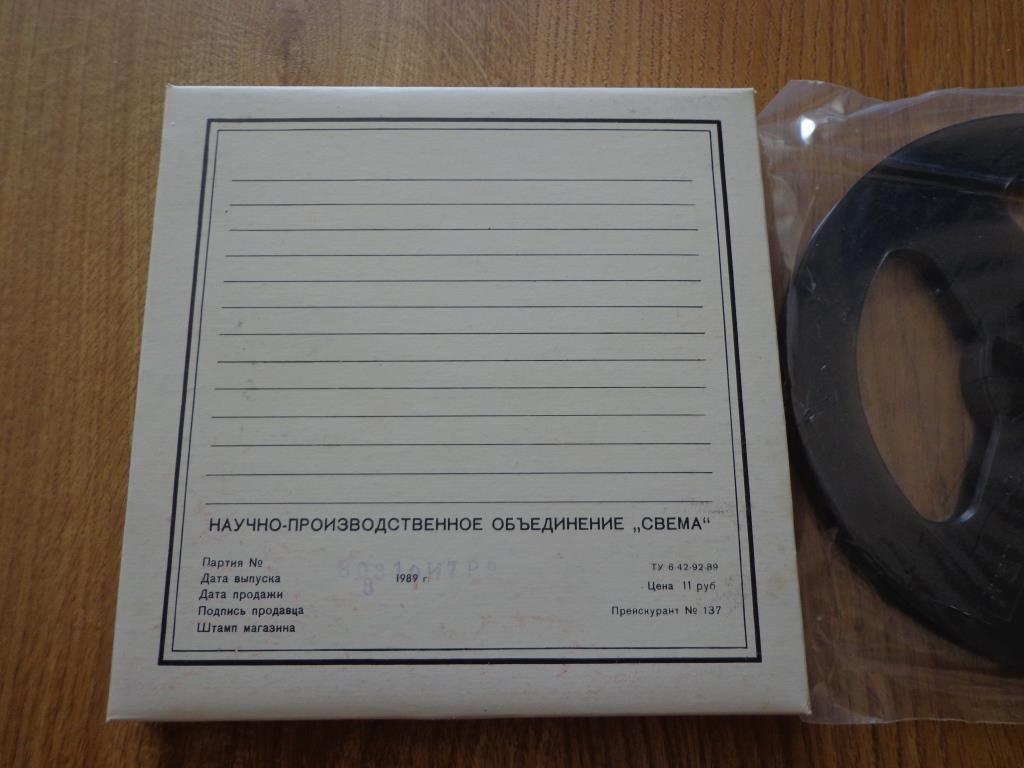 НАУЧНО-ПРОИЗВОДСТВЕННОЕ ОБЪЕДИНЕНИЕ „СВЕМА“
Партия №
Дата выпуска 8 1989 г.
Дата продажи
Подпись продавца
Штамп магазина
ТУ 6-42-92-89
Цена 11 руб
Прейскурант № 137